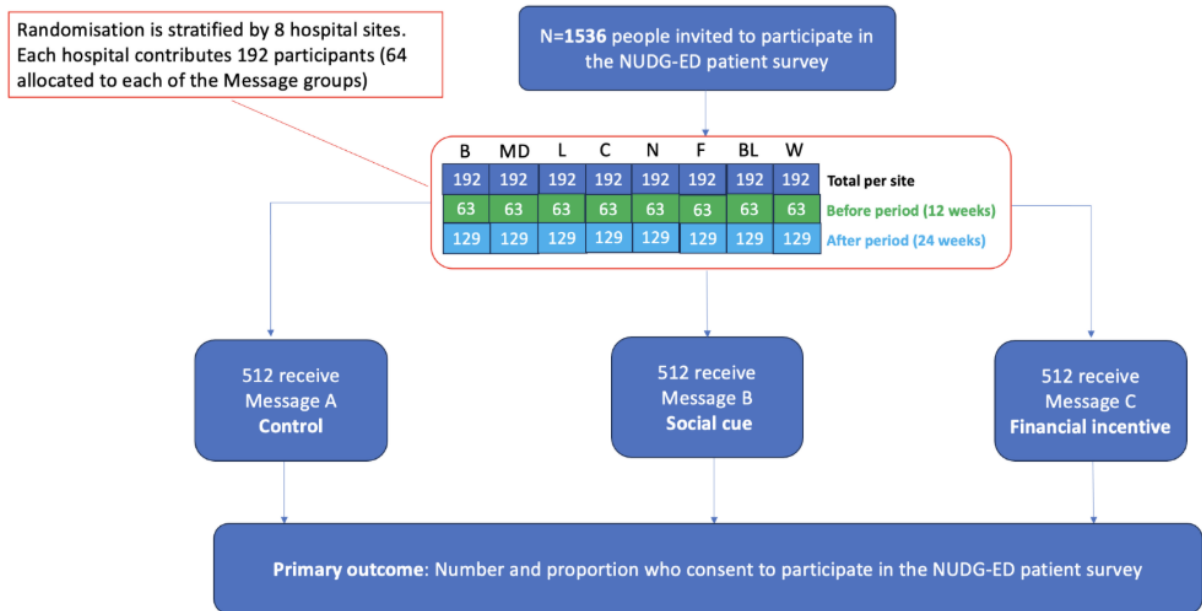 Randomisation is stratified by 8 hospital sites.
Each hospital contributes 192 participants (64
allocated to each of the Message groups)
N=1536 people invited to participate in
the NUDG-ED patient survey
B MD L C N F BL W
192 192 192 192 192 192 192 192 Total per site
63 63 63 63 63 63 63 63 Before period (12 weeks)
129 129 129 129 129 129 129 129 After period (24 weeks)
512 receive
Message A
Control
512 receive
Message B
Social cue
512 receive
Message C
Financial incentive
Primary outcome: Number and proportion who consent to participate in the NUDG-ED patient survey